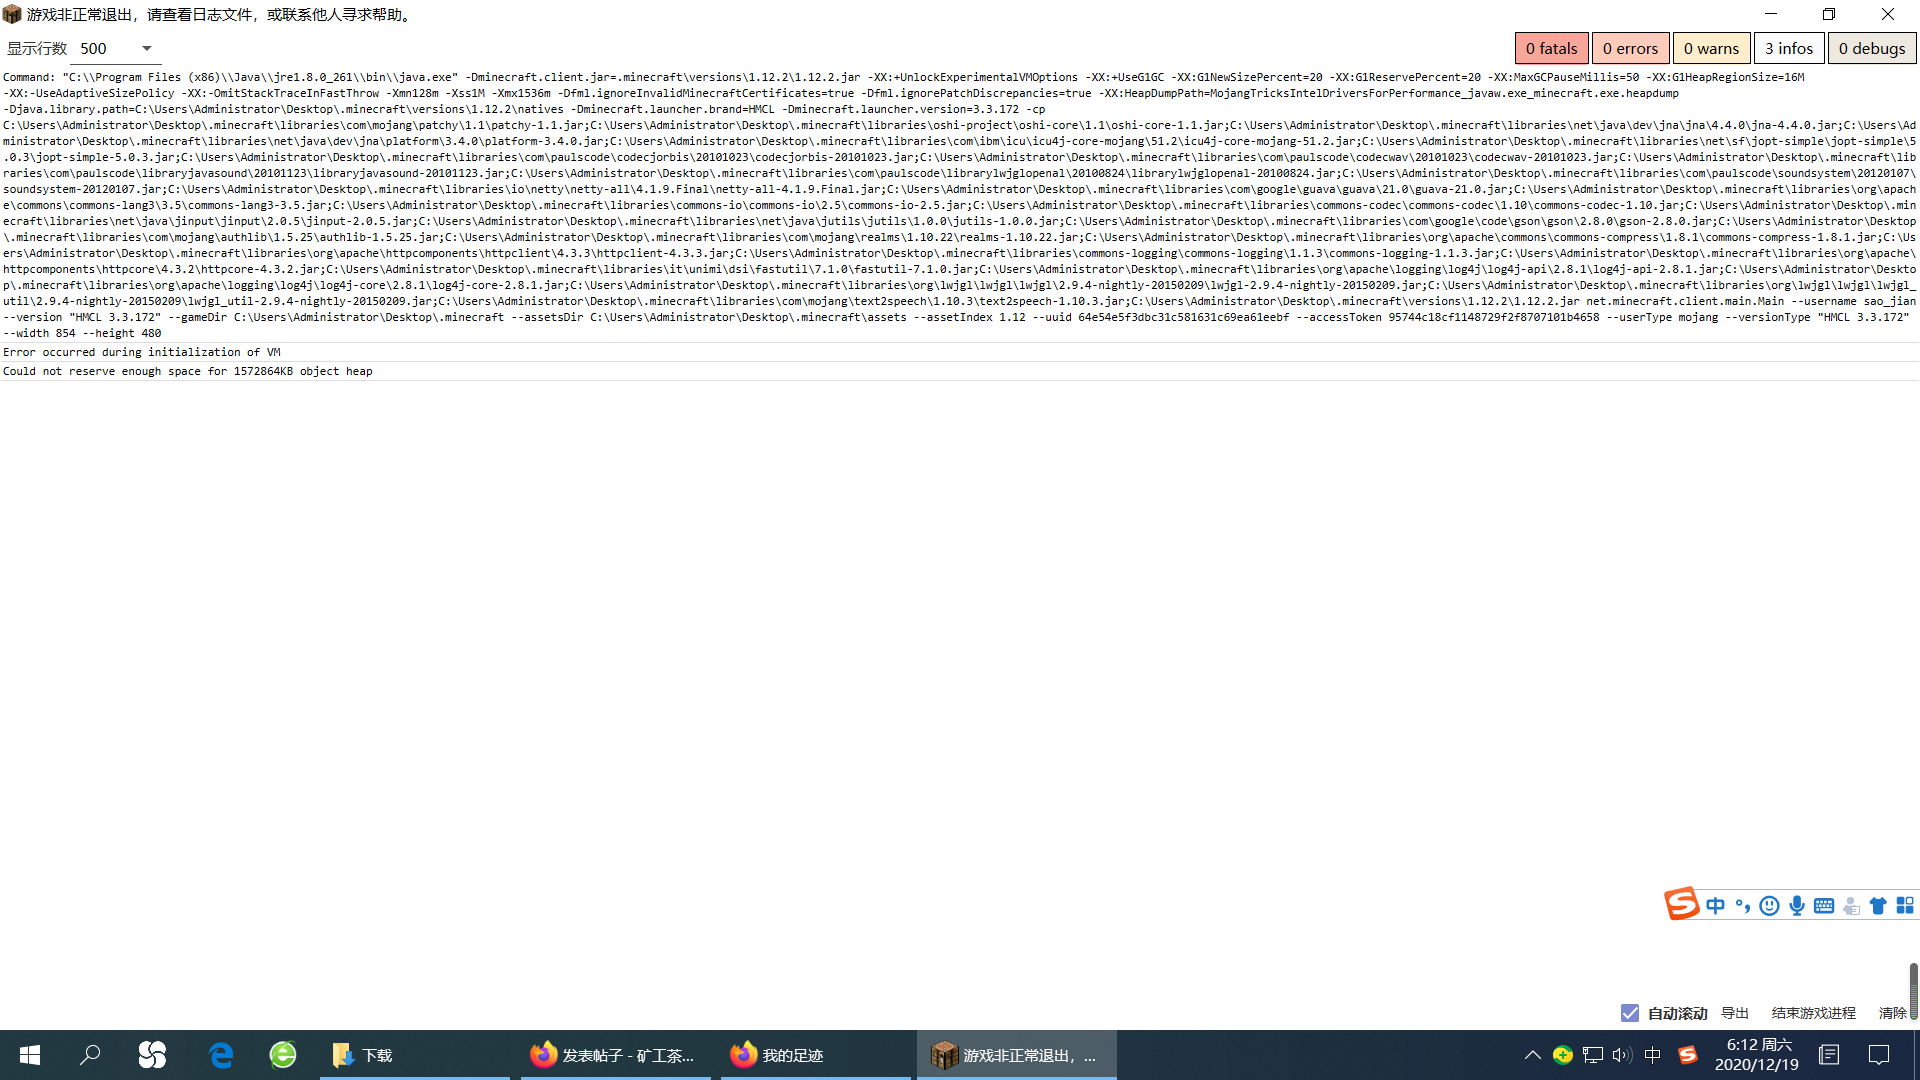 游戏非正常退出，请查看日志文件，或联系他人寻求帮助。
显示行数 500
0 fatals 0 errors 0 warns 3 infos 0 debugs
Command: "C:\\Program Files (x86)\\Java\\jre1.8.0_261\\bin\\java.exe" -Dminecraft.client.jar=.minecraft\versions\1.12.2\1.12.2.jar -XX:+UnlockExperimentalVMOptions -XX:+UseG1GC -XX:G1NewSizePercent=20 -XX:G1ReservePercent=20 -XX:MaxGCPauseMillis=50 -XX:G1HeapRegionSize=16M
-XX:-UseAdaptiveSizePolicy -XX:-OmitStackTraceInFastThrow -Xmn128m -Xss1M -Xmx1536m -Dfml.ignoreInvalidMinecraftCertificates=true -Dfml.ignorePatchDiscrepancies=true -XX:HeapDumpPath=MojangTricksIntelDriversForPerformance_javaw.exe_minecraft.exe.heapdump
-Djava.library.path=C:\Users\Administrator\Desktop\.minecraft\versions\1.12.2\natives -Dminecraft.launcher.brand=HMCL -Dminecraft.launcher.version=3.3.172 -cp
C:\Users\Administrator\Desktop\.minecraft\libraries\com\mojang\patchy\1.1\patchy-1.1.jar;C:\Users\Administrator\Desktop\.minecraft\libraries\oshi-project\oshi-core\1.1\oshi-core-1.1.jar;C:\Users\Administrator\Desktop\.minecraft\libraries\net\java\dev\jna\jna\4.4.0\jna-4.4.0.jar;C:\Users\Ad
ministrator\Desktop\.minecraft\libraries\net\java\dev\jna\platform\3.4.0\platform-3.4.0.jar;C:\Users\Administrator\Desktop\.minecraft\libraries\com\ibm\icu\icu4j-core-mojang\51.2\icu4j-core-mojang-51.2.jar;C:\Users\Administrator\Desktop\.minecraft\libraries\net\sf\jopt-simple\jopt-simple\5
.0.3\jopt-simple-5.0.3.jar;C:\Users\Administrator\Desktop\.minecraft\libraries\com\paulscode\codecjorbis\20101023\codecjorbis-20101023.jar;C:\Users\Administrator\Desktop\.minecraft\libraries\com\paulscode\codecwav\20101023\codecwav-20101023.jar;C:\Users\Administrator\Desktop\.minecraft\lib
raries\com\paulscode\libraryjavasound\20101123\libraryjavasound-20101123.jar;C:\Users\Administrator\Desktop\.minecraft\libraries\com\paulscode\librarylwjglopenal\20100824\librarylwjglopenal-20100824.jar;C:\Users\Administrator\Desktop\.minecraft\libraries\com\paulscode\soundsystem\20120107\
soundsystem-20120107.jar;C:\Users\Administrator\Desktop\.minecraft\libraries\io\netty\netty-all\4.1.9.Final\netty-all-4.1.9.Final.jar;C:\Users\Administrator\Desktop\.minecraft\libraries\com\google\guava\guava\21.0\guava-21.0.jar;C:\Users\Administrator\Desktop\.minecraft\libraries\org\apach
e\commons\commons-lang3\3.5\commons-lang3-3.5.jar;C:\Users\Administrator\Desktop\.minecraft\libraries\commons-io\commons-io\2.5\commons-io-2.5.jar;C:\Users\Administrator\Desktop\.minecraft\libraries\commons-codec\commons-codec\1.10\commons-codec-1.10.jar;C:\Users\Administrator\Desktop\.min
ecraft\libraries\net\java\jinput\jinput\2.0.5\jinput-2.0.5.jar;C:\Users\Administrator\Desktop\.minecraft\libraries\net\java\jutils\jutils\1.0.0\jutils-1.0.0.jar;C:\Users\Administrator\Desktop\.minecraft\libraries\com\google\code\gson\gson\2.8.0\gson-2.8.0.jar;C:\Users\Administrator\Desktop
\.minecraft\libraries\com\mojang\authlib\1.5.25\authlib-1.5.25.jar;C:\Users\Administrator\Desktop\.minecraft\libraries\com\mojang\realms\1.10.22\realms-1.10.22.jar;C:\Users\Administrator\Desktop\.minecraft\libraries\org\apache\commons\commons-compress\1.8.1\commons-compress-1.8.1.jar;C:\Us
ers\Administrator\Desktop\.minecraft\libraries\org\apache\httpcomponents\httpclient\4.3.3\httpclient-4.3.3.jar;C:\Users\Administrator\Desktop\.minecraft\libraries\commons-logging\commons-logging\1.1.3\commons-logging-1.1.3.jar;C:\Users\Administrator\Desktop\.minecraft\libraries\org\apache\
httpcomponents\httpcore\4.3.2\httpcore-4.3.2.jar;C:\Users\Administrator\Desktop\.minecraft\libraries\it\unimi\dsi\fastutil\7.1.0\fastutil-7.1.0.jar;C:\Users\Administrator\Desktop\.minecraft\libraries\org\apache\logging\log4j\log4j-api\2.8.1\log4j-api-2.8.1.jar;C:\Users\Administrator\Deskto
p\.minecraft\libraries\org\apache\logging\log4j\log4j-core\2.8.1\log4j-core-2.8.1.jar;C:\Users\Administrator\Desktop\.minecraft\libraries\org\lwjgl\lwjgl\lwjgl\2.9.4-nightly-20150209\lwjgl-2.9.4-nightly-20150209.jar;C:\Users\Administrator\Desktop\.minecraft\libraries\org\lwjgl\lwjgl\lwjgl_
util\2.9.4-nightly-20150209\lwjgl_util-2.9.4-nightly-20150209.jar;C:\Users\Administrator\Desktop\.minecraft\libraries\com\mojang\text2speech\1.10.3\text2speech-1.10.3.jar;C:\Users\Administrator\Desktop\.minecraft\versions\1.12.2\1.12.2.jar net.minecraft.client.main.Main --username sao_jian
--version "HMCL 3.3.172" --gameDir C:\Users\Administrator\Desktop\.minecraft --assetsDir C:\Users\Administrator\Desktop\.minecraft\assets --assetIndex 1.12 --uuid 64e54e5f3dbc31c581631c69ea61eebf --accessToken 95744c18cf1148729f2f8707101b4658 --userType mojang --versionType "HMCL 3.3.172"
--width 854 --height 480
Error occurred during initialization of VM
Could not reserve enough space for 1572864KB object heap
中
自动滚动 导出 结束游戏进程 清除
下载 发表帖子 - 矿工茶... 我的足迹 游戏非正常退出，...
中
6:12 周六
2020/12/19